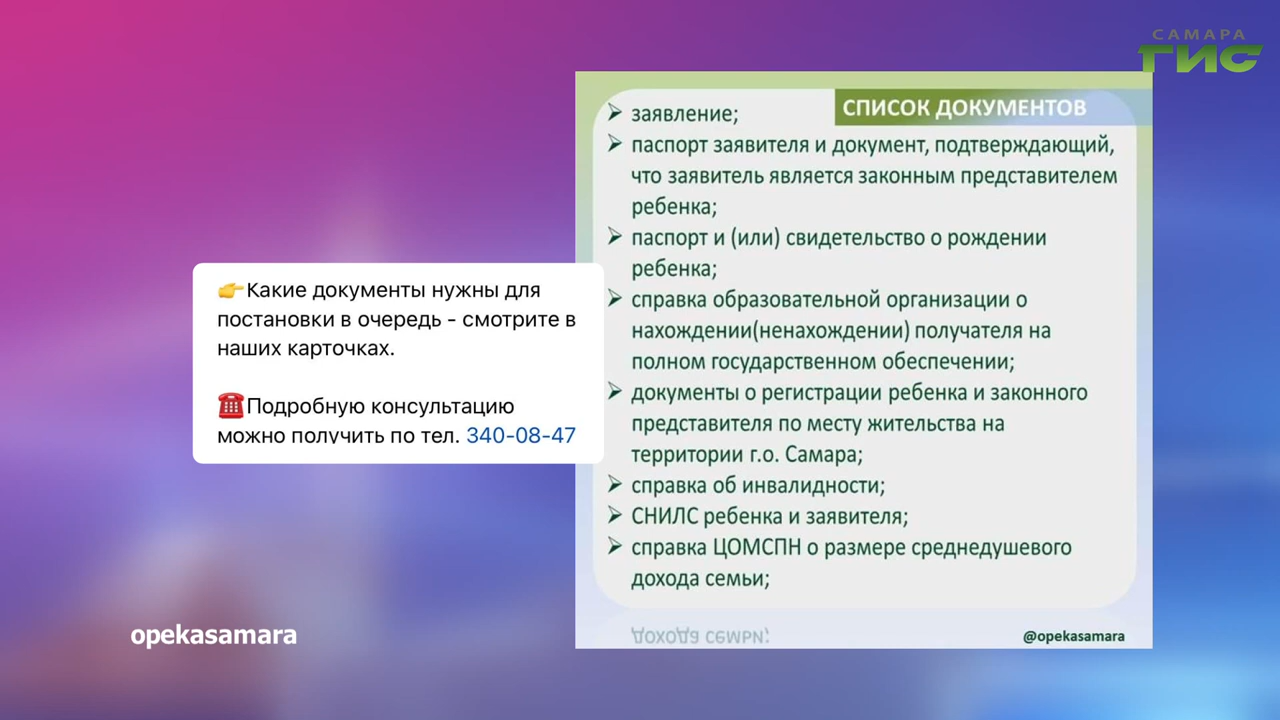 САМАРА
ГИС
СПИСОК ДОКУМЕНТОВ
➢ заявление;
➢ паспорт заявителя и документ, подтверждающий,
что заявитель является законным представителем
ребенка;
➢ паспорт и (или) свидетельство о рождении
ребенка;
➢ справка образовательной организации о
нахождении(ненахождении) получателя на
полном государственном обеспечении;
➢ документы о регистрации ребенка и законного
представителя по месту жительства на
территории г.о. Самара;
➢ справка об инвалидности;
➢ СНИЛС ребенка и заявителя;
➢ справка ЦОМСПН о размере среднедушевого
дохода семьи;
дохода семьи;
@opekasamara
👉Какие документы нужны для
постановки в очередь - смотрите в
наших карточках.
☎️Подробную консультацию
можно получить по тел. 340-08-47
opekasamara